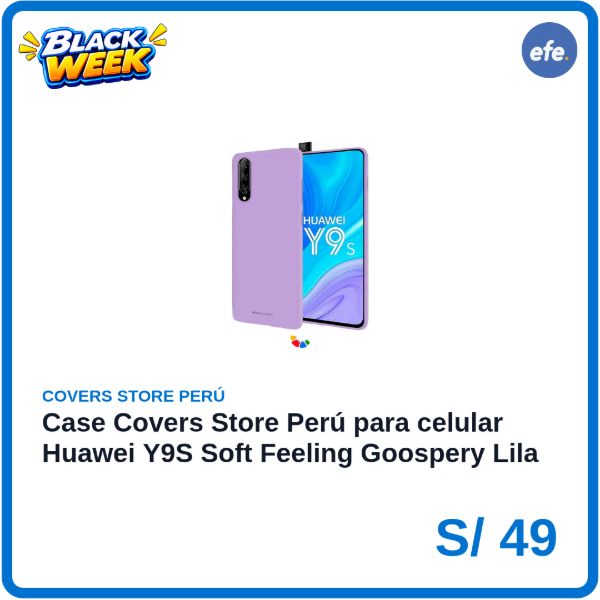 BLACK
WEEK
efe.
HUAWEI
Y9s
COVERS STORE PERÚ
Case Covers Store Perú para celular
Huawei Y9S Soft Feeling Goospery Lila
S/ 49